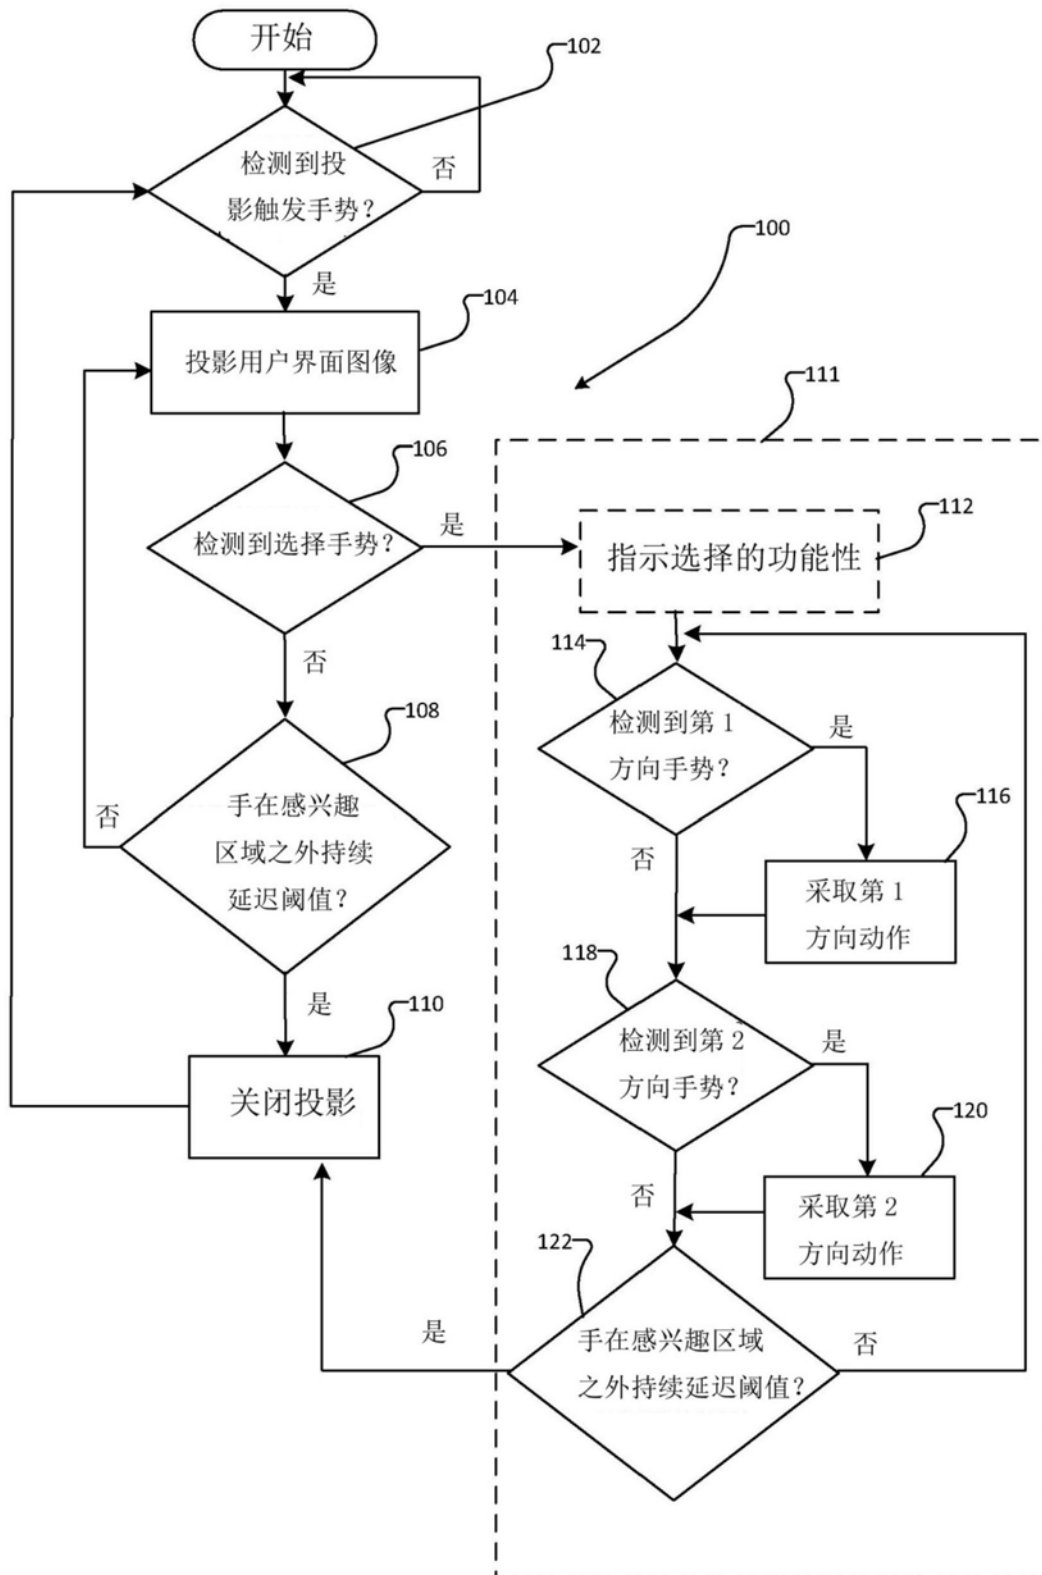 开始
102
检测到投
影触发手势？
否
100
是
104
投影用户界面图像
111
106
检测到选择手势？
是
112
指示选择的功能性
否
114
检测到第1
方向手势？
是
108
手在感兴趣
区域之外持续
延迟阈值？
否
116
采取第1
方向动作
否
118
是
110
关闭投影
检测到第2
方向手势？
是
120
采取第2
方向动作
否
122
手在感兴趣区域
之外持续延迟阈值？
是
否